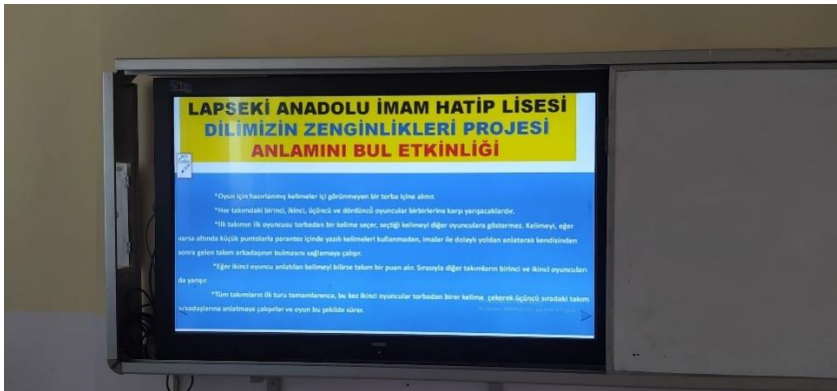 LAPSEKİ ANADOLU İMAM HATİP LİSESİ
DİLİMİZİN ZENGİNLİKLERİ PROJESİ
ANLAMINI BUL ETKİNLİĞİ
*Oyun için hazırlanmış kelimeler içi görünmeyen bir torba içine alınır.
*Her takımdaki birinci, ikinci, üçüncü ve dördüncü oyuncular birbirlerine karşı yarışacaklardır.
*İlk takımın ilk oyuncusu torbadan bir kelime seçer, seçtiği kelimeyi diğer oyunculara göstermez. Kelimeyi, eğer
varsa altında küçük puntolarla parantez içinde yazılı kelimeleri kullanmadan, imalar ile dolaylı yoldan anlatarak kendisinden
sonra gelen takım arkadaşının bulmasını sağlamaya çalışır.
*Eğer ikinci oyuncu anlatılan kelimeyi bilirse takım bir puan alır. Sırasıyla diğer takımların birinci ve ikinci oyuncuları
da yarışır.
*Tüm takımların ilk turu tamamlanınca, bu kez ikinci oyuncular torbadan birer kelime çekerek üçüncü sıradaki takım
arkadaşlarına anlatmaya çalışırlar ve oyun bu şekilde sürer.